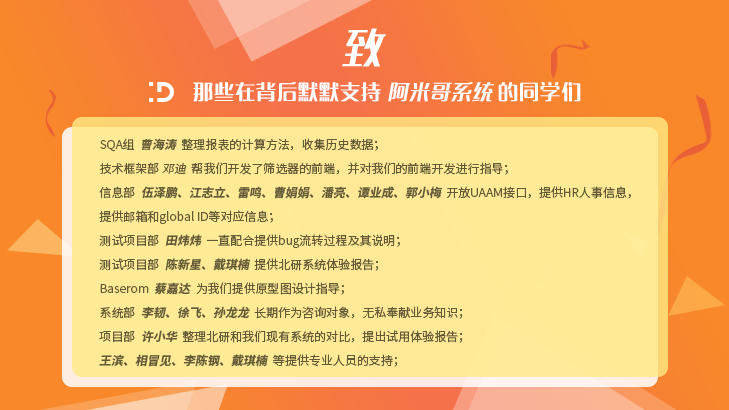 致
:D 那些在背后默默支持 阿米哥系统 的同学们
SQA组 曹海涛 整理报表的计算方法，收集历史数据；
技术框架部 邓迪 帮我们开发了筛选器的前端，并对我们的前端开发进行指导；
信息部 伍泽鹏、江志立、雷鸣、曹娟娟、潘亮、谭业成、郭小梅 开放UAAM接口，提供HR人事信息，
提供邮箱和global ID等对应信息；
测试项目部 田炜炜 一直配合提供bug流转过程及其说明；
测试项目部 陈新星、戴琪楠 提供北研系统体验报告；
Baserom 蔡嘉达 为我们提供原型图设计指导；
系统部 李韧、徐飞、孙龙龙 长期作为咨询对象，无私奉献业务知识；
项目部 许小华 整理北研和我们现有系统的对比，提出试用体验报告；
王滨、相冒见、李陈钢、戴琪楠 等提供专业人员的支持；